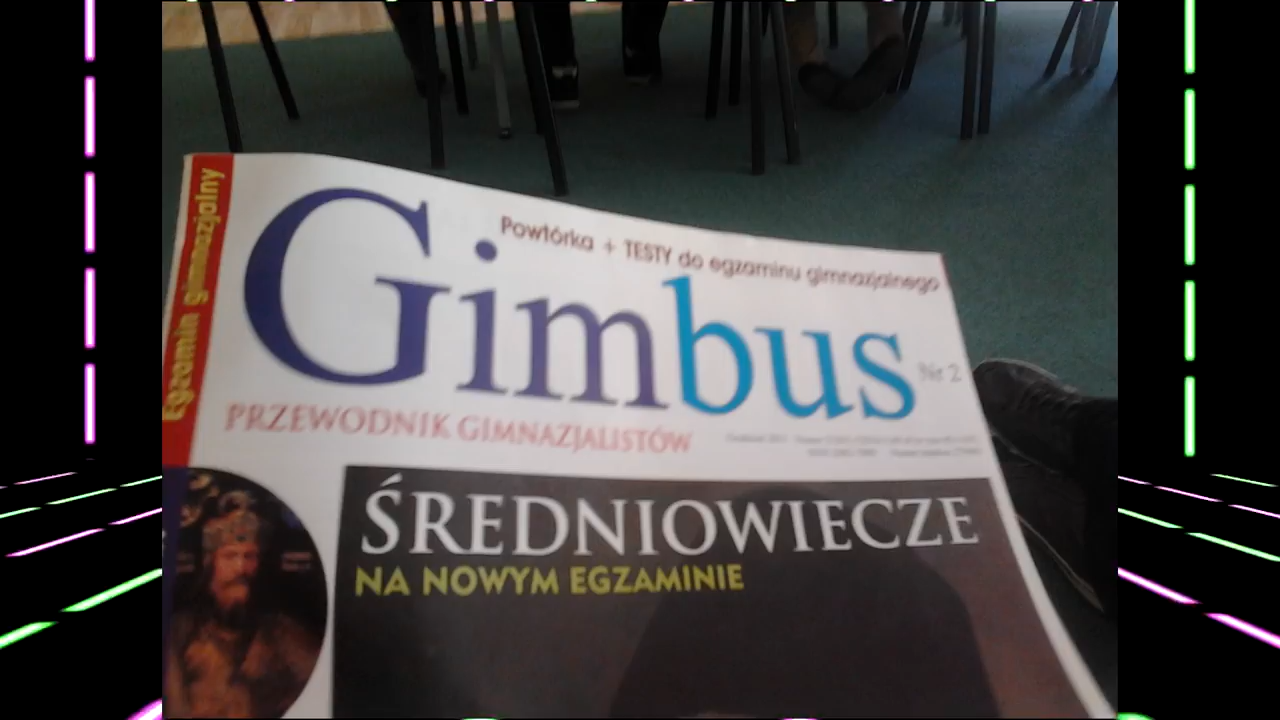 Egzamin gimnazjalny
Powtórka + TESTY do egzaminu gimnazjalnego
Gimbus
Nr 2
PRZEWODNIK GIMNAZJALISTÓW
ŚREDNIOWIECZE
NA NOWYM EGZAMINIE